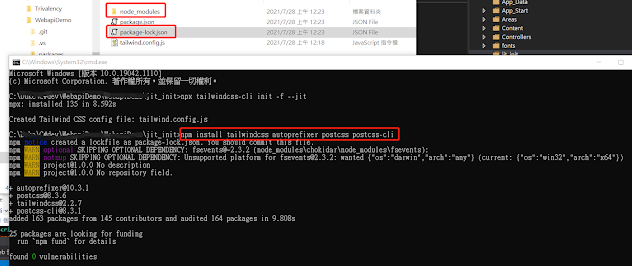 Trivalency
WebapiDemo
.git
.vs
node_modules 2021/7/28 上午 12:23 檔案資料夾
package.json 2021/7/28 上午 12:23 JSON File
package-lock.json 2021/7/28 上午 12:23 JSON File
tailwind.config.js 2021/7/28 上午 12:18 JavaScript 指令檔
App_Start
Areas
Content
Controllers
fonts
C:\Windows\System32\cmd.exe
Microsoft Windows [版本 10.0.19042.1110]
(c) Microsoft Corporation. 著作權所有，並保留一切權利。
jit_init>npx tailwindcss-cli init -f --jit
npx: installed 135 in 8.592s
Created Tailwind CSS config file: tailwind.config.js
jit_init>npm install tailwindcss autoprefixer postcss postcss-cli
npm notice created a lockfile as package-lock.json. You should commit this file.
npm WARN optional SKIPPING OPTIONAL DEPENDENCY: fsevents@~2.3.2 (node_modules\chokidar\node_modules\fsevents):
npm WARN notsup SKIPPING OPTIONAL DEPENDENCY: Unsupported platform for fsevents@2.3.2: wanted {"os":"darwin","arch":"any"} (current: {"os":"win32","arch":"x64"})
npm WARN project@1.0.0 No description
npm WARN project@1.0.0 No repository field.
+ autoprefixer@10.3.1
+ postcss@8.3.6
+ tailwindcss@2.2.7
+ postcss-cli@8.3.1
added 163 packages from 145 contributors and audited 164 packages in 9.808s
25 packages are looking for funding
run `npm fund` for details
found 0 vulnerabilities